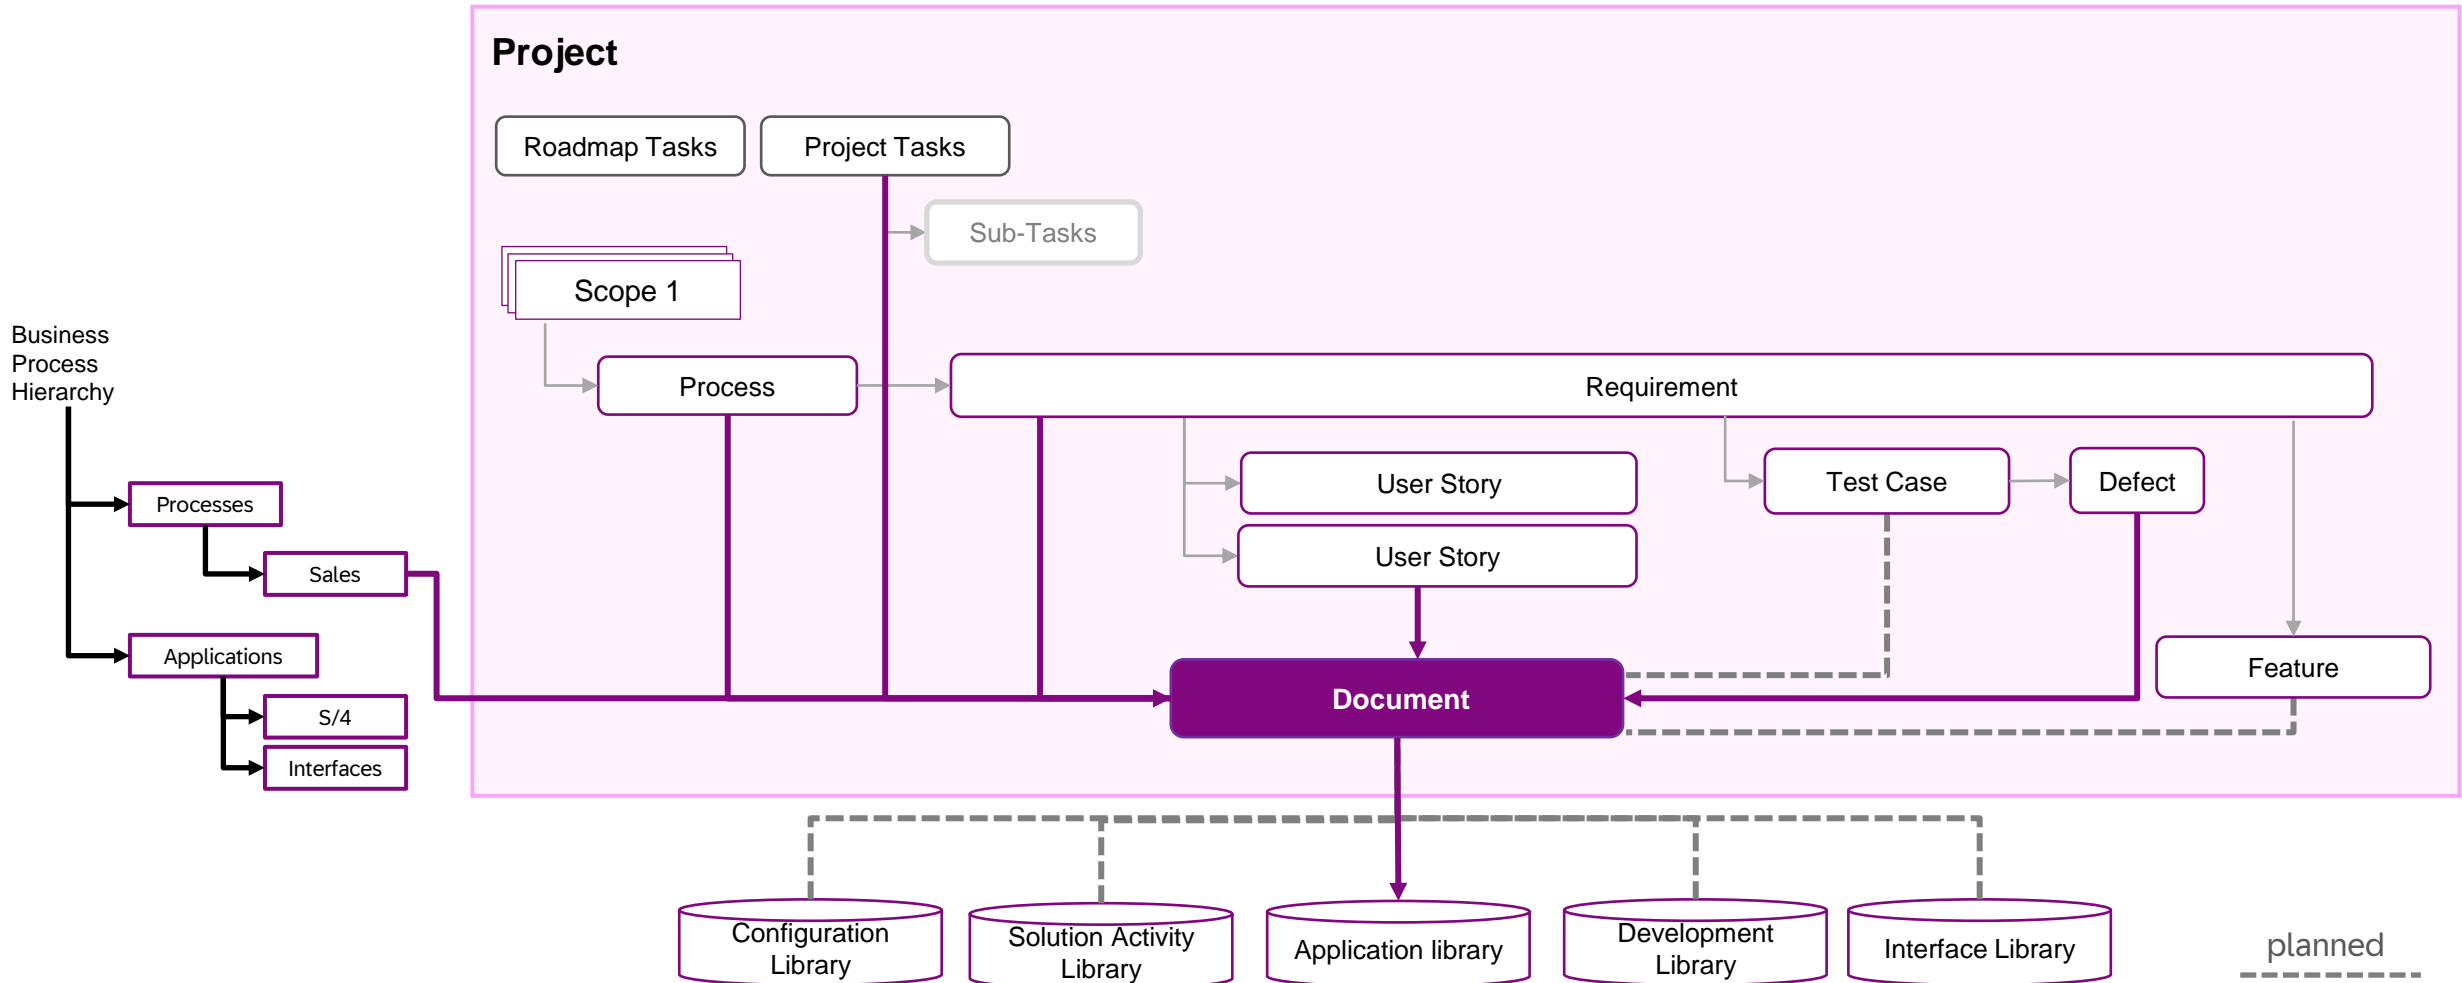 Project
Roadmap Tasks
Project Tasks
Sub-Tasks
Scope 1
Business
Process
Hierarchy
Process
Requirement
User Story
Test Case
Defect
Processes
User Story
Sales
Applications
Feature
Document
S/4
Interfaces
Configuration
Library
Solution Activity
Library
Application library
Development
Library
Interface Library
planned